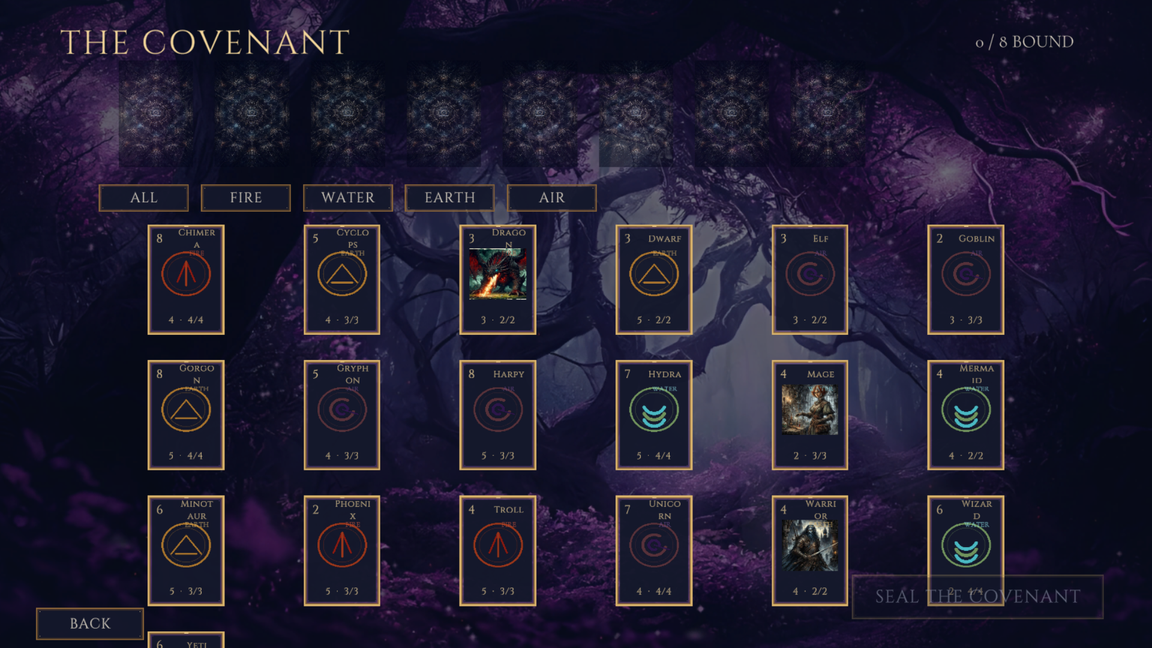 THE COVENANT
0 / 8 BOUND
ALL FIRE WATER EARTH AIR
8 CHIMER
A
FIRE
4 · 4/4
5 CYCLO
PS
EARTH
4 · 3/3
3 DRAGO
N
3 · 2/2
3 DWARF
EARTH
5 · 2/2
3 ELF
AIR
3 · 2/2
2 GOBLIN
AIR
3 · 3/3
8 GORGO
N
EARTH
5 · 4/4
5 GRYPH
ON
AIR
4 · 3/3
8 HARPY
AIR
5 · 3/3
7 HYDRA
WATER
5 · 4/4
4 MAGE
2 · 3/3
4 MERMA
ID
WATER
4 · 2/2
6 MINOT
AUR
EARTH
5 · 3/3
2 PHOENI
X
FIRE
5 · 3/3
4 TROLL
FIRE
5 · 3/3
7 UNICO
RN
AIR
4 · 4/4
4 WARRI
OR
4 · 2/2
6 WIZAR
D
WATER
SEAL THE COVENANT
BACK
6 YETI